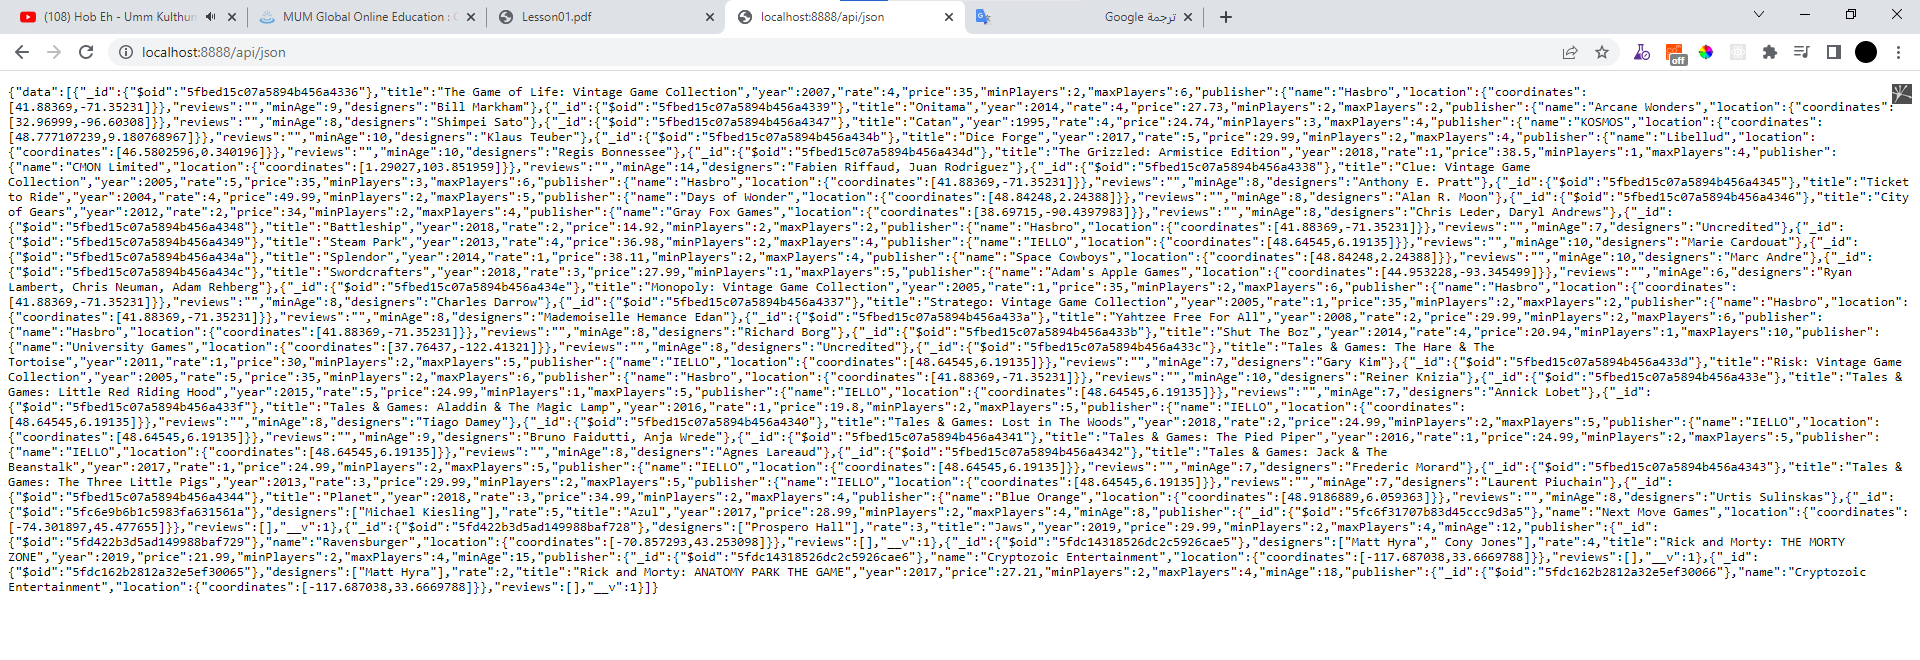 (108) Hob Eh - Umm Kulthum
MUM Global Online Education : C
Lesson01.pdf
localhost:8888/api/json
ترجمة Google
localhost:8888/api/json
off
{"data":[{"_id":{"$oid":"5fbed15c07a5894b456a4336"},"title":"The Game of Life: Vintage Game Collection","year":2007,"rate":4,"price":35,"minPlayers":2,"maxPlayers":6,"publisher":{"name":"Hasbro","location":{"coordinates":
[41.88369,-71.35231]}},"reviews":"","minAge":9,"designers":"Bill Markham"},{"_id":{"$oid":"5fbed15c07a5894b456a4339"},"title":"Onitama","year":2014,"rate":4,"price":27.73,"minPlayers":2,"maxPlayers":2,"publisher":{"name":"Arcane Wonders","location":{"coordinates":
[32.96999,-96.60308]}},"reviews":"","minAge":8,"designers":"Shimpei Sato"},{"_id":{"$oid":"5fbed15c07a5894b456a4347"},"title":"Catan","year":1995,"rate":4,"price":24.74,"minPlayers":3,"maxPlayers":4,"publisher":{"name":"KOSMOS","location":{"coordinates":
[48.777107239,9.180768967]}},"reviews":"","minAge":10,"designers":"Klaus Teuber"},{"_id":{"$oid":"5fbed15c07a5894b456a434b"},"title":"Dice Forge","year":2017,"rate":5,"price":29.99,"minPlayers":2,"maxPlayers":4,"publisher":{"name":"Libellud","location":
{"coordinates":[46.5802596,0.340196]}},"reviews":"","minAge":10,"designers":"Regis Bonnessee"},{"_id":{"$oid":"5fbed15c07a5894b456a434d"},"title":"The Grizzled: Armistice Edition","year":2018,"rate":1,"price":38.5,"minPlayers":1,"maxPlayers":4,"publisher":
{"name":"CMON Limited","location":{"coordinates":[1.29027,103.851959]}},"reviews":"","minAge":14,"designers":"Fabien Riffaud, Juan Rodriguez"},{"_id":{"$oid":"5fbed15c07a5894b456a4338"},"title":"Clue: Vintage Game
Collection","year":2005,"rate":5,"price":35,"minPlayers":3,"maxPlayers":6,"publisher":{"name":"Hasbro","location":{"coordinates":[41.88369,-71.35231]}},"reviews":"","minAge":8,"designers":"Anthony E. Pratt"},{"_id":{"$oid":"5fbed15c07a5894b456a4345"},"title":"Ticket
to Ride","year":2004,"rate":4,"price":49.99,"minPlayers":2,"maxPlayers":5,"publisher":{"name":"Days of Wonder","location":{"coordinates":[48.84248,2.24388]}},"reviews":"","minAge":8,"designers":"Alan R. Moon"},{"_id":{"$oid":"5fbed15c07a5894b456a4346"},"title":"City
of Gears","year":2012,"rate":2,"price":34,"minPlayers":2,"maxPlayers":4,"publisher":{"name":"Gray Fox Games","location":{"coordinates":[38.69715,-90.4397983]}},"reviews":"","minAge":8,"designers":"Chris Leder, Daryl Andrews"},{"_id":
{"$oid":"5fbed15c07a5894b456a4348"},"title":"Battleship","year":2018,"rate":2,"price":14.92,"minPlayers":2,"maxPlayers":2,"publisher":{"name":"Hasbro","location":{"coordinates":[41.88369,-71.35231]}},"reviews":"","minAge":7,"designers":"Uncredited"},{"_id":
{"$oid":"5fbed15c07a5894b456a4349"},"title":"Steam Park","year":2013,"rate":4,"price":36.98,"minPlayers":2,"maxPlayers":4,"publisher":{"name":"IELLO","location":{"coordinates":[48.64545,6.19135]}},"reviews":"","minAge":10,"designers":"Marie Cardouat"},{"_id":
{"$oid":"5fbed15c07a5894b456a434a"},"title":"Splendor","year":2014,"rate":1,"price":38.11,"minPlayers":2,"maxPlayers":4,"publisher":{"name":"Space Cowboys","location":{"coordinates":[48.84248,2.24388]}},"reviews":"","minAge":10,"designers":"Marc Andre"},{"_id":
{"$oid":"5fbed15c07a5894b456a434c"},"title":"Swordcrafters","year":2018,"rate":3,"price":27.99,"minPlayers":1,"maxPlayers":5,"publisher":{"name":"Adam's Apple Games","location":{"coordinates":[44.953228,-93.345499]}},"reviews":"","minAge":6,"designers":"Ryan
Lambert, Chris Neuman, Adam Rehberg"},{"_id":{"$oid":"5fbed15c07a5894b456a434e"},"title":"Monopoly: Vintage Game Collection","year":2005,"rate":1,"price":35,"minPlayers":2,"maxPlayers":6,"publisher":{"name":"Hasbro","location":{"coordinates":
[41.88369,-71.35231]}},"reviews":"","minAge":8,"designers":"Charles Darrow"},{"_id":{"$oid":"5fbed15c07a5894b456a4337"},"title":"Stratego: Vintage Game Collection","year":2005,"rate":1,"price":35,"minPlayers":2,"maxPlayers":2,"publisher":{"name":"Hasbro","location":
{"coordinates":[41.88369,-71.35231]}},"reviews":"","minAge":8,"designers":"Mademoiselle Hemance Edan"},{"_id":{"$oid":"5fbed15c07a5894b456a433a"},"title":"Yahtzee Free For All","year":2008,"rate":2,"price":29.99,"minPlayers":2,"maxPlayers":6,"publisher":
{"name":"Hasbro","location":{"coordinates":[41.88369,-71.35231]}},"reviews":"","minAge":8,"designers":"Richard Borg"},{"_id":{"$oid":"5fbed15c07a5894b456a433b"},"title":"Shut The Boz","year":2014,"rate":4,"price":20.94,"minPlayers":1,"maxPlayers":10,"publisher":
{"name":"University Games","location":{"coordinates":[37.76437,-122.41321]}},"reviews":"","minAge":8,"designers":"Uncredited"},{"_id":{"$oid":"5fbed15c07a5894b456a433c"},"title":"Tales & Games: The Hare & The
Tortoise","year":2011,"rate":1,"price":30,"minPlayers":2,"maxPlayers":5,"publisher":{"name":"IELLO","location":{"coordinates":[48.64545,6.19135]}},"reviews":"","minAge":7,"designers":"Gary Kim"},{"_id":{"$oid":"5fbed15c07a5894b456a433d"},"title":"Risk: Vintage Game
Collection","year":2005,"rate":5,"price":35,"minPlayers":2,"maxPlayers":6,"publisher":{"name":"Hasbro","location":{"coordinates":[41.88369,-71.35231]}},"reviews":"","minAge":10,"designers":"Reiner Knizia"},{"_id":{"$oid":"5fbed15c07a5894b456a433e"},"title":"Tales &
Games: Little Red Riding Hood","year":2015,"rate":5,"price":24.99,"minPlayers":1,"maxPlayers":5,"publisher":{"name":"IELLO","location":{"coordinates":[48.64545,6.19135]}},"reviews":"","minAge":7,"designers":"Annick Lobet"},{"_id":
{"$oid":"5fbed15c07a5894b456a433f"},"title":"Tales & Games: Aladdin & The Magic Lamp","year":2016,"rate":1,"price":19.8,"minPlayers":2,"maxPlayers":5,"publisher":{"name":"IELLO","location":{"coordinates":
[48.64545,6.19135]}},"reviews":"","minAge":8,"designers":"Tiago Damey"},{"_id":{"$oid":"5fbed15c07a5894b456a4340"},"title":"Tales & Games: Lost in The Woods","year":2018,"rate":2,"price":24.99,"minPlayers":2,"maxPlayers":5,"publisher":{"name":"IELLO","location":
{"coordinates":[48.64545,6.19135]}},"reviews":"","minAge":9,"designers":"Bruno Faidutti, Anja Wrede"},{"_id":{"$oid":"5fbed15c07a5894b456a4341"},"title":"Tales & Games: The Pied Piper","year":2016,"rate":1,"price":24.99,"minPlayers":2,"maxPlayers":5,"publisher":
{"name":"IELLO","location":{"coordinates":[48.64545,6.19135]}},"reviews":"","minAge":8,"designers":"Agnes Lareaud"},{"_id":{"$oid":"5fbed15c07a5894b456a4342"},"title":"Tales & Games: Jack & The
Beanstalk","year":2017,"rate":1,"price":24.99,"minPlayers":2,"maxPlayers":5,"publisher":{"name":"IELLO","location":{"coordinates":[48.64545,6.19135]}},"reviews":"","minAge":7,"designers":"Frederic Morard"},{"_id":{"$oid":"5fbed15c07a5894b456a4343"},"title":"Tales &
Games: The Three Little Pigs","year":2013,"rate":3,"price":29.99,"minPlayers":2,"maxPlayers":5,"publisher":{"name":"IELLO","location":{"coordinates":[48.64545,6.19135]}},"reviews":"","minAge":7,"designers":"Laurent Piuchain"},{"_id":
{"$oid":"5fbed15c07a5894b456a4344"},"title":"Planet","year":2018,"rate":3,"price":34.99,"minPlayers":2,"maxPlayers":4,"publisher":{"name":"Blue Orange","location":{"coordinates":[48.9186889,6.059363]}},"reviews":"","minAge":8,"designers":"Urtis Sulinskas"},{"_id":
{"$oid":"5fc6e9b6b1c5983fa631561a"},"designers":["Michael Kiesling"],"rate":5,"title":"Azul","year":2017,"price":28.99,"minPlayers":2,"maxPlayers":4,"minAge":8,"publisher":{"_id":{"$oid":"5fc6f31707b83d45ccc9d3a5"},"name":"Next Move Games","location":{"coordinates":
[-74.301897,45.477655]}},"reviews":[],"__v":1},{"_id":{"$oid":"5fd422b3d5ad149988baf728"},"designers":["Prospero Hall"],"rate":3,"title":"Jaws","year":2019,"price":29.99,"minPlayers":2,"maxPlayers":4,"minAge":12,"publisher":{"_id":
{"$oid":"5fd422b3d5ad149988baf729"},"name":"Ravensburger","location":{"coordinates":[-70.857293,43.253098]}},"reviews":[],"__v":1},{"_id":{"$oid":"5fdc14318526dc2c5926cae5"},"designers":["Matt Hyra"," Cony Jones"],"rate":4,"title":"Rick and Morty: THE MORTY
ZONE","year":2019,"price":21.99,"minPlayers":2,"maxPlayers":4,"minAge":15,"publisher":{"_id":{"$oid":"5fdc14318526dc2c5926cae6"},"name":"Cryptozoic Entertainment","location":{"coordinates":[-117.687038,33.6669788]}},"reviews":[],"__v":1},{"_id":
{"$oid":"5fdc162b2812a32e5ef30065"},"designers":["Matt Hyra"],"rate":2,"title":"Rick and Morty: ANATOMY PARK THE GAME","year":2017,"price":27.21,"minPlayers":2,"maxPlayers":4,"minAge":18,"publisher":{"_id":{"$oid":"5fdc162b2812a32e5ef30066"},"name":"Cryptozoic
Entertainment","location":{"coordinates":[-117.687038,33.6669788]}},"reviews":[],"__v":1}]}